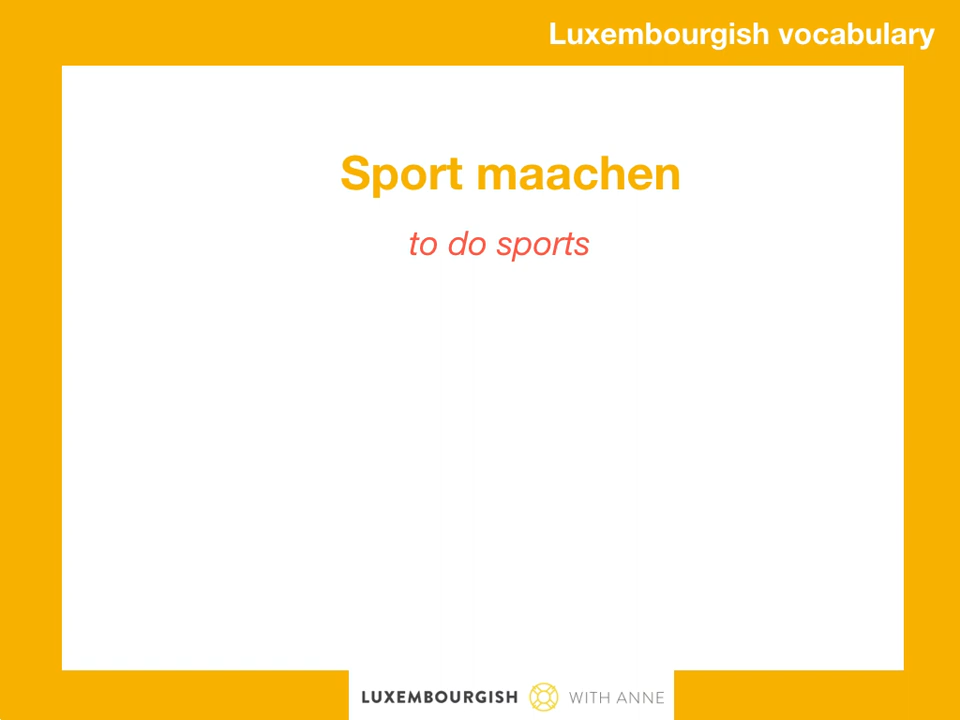 Luxembourgish vocabulary
Sport maachen
to do sports
LUXEMBOURGISH WITH ANNE